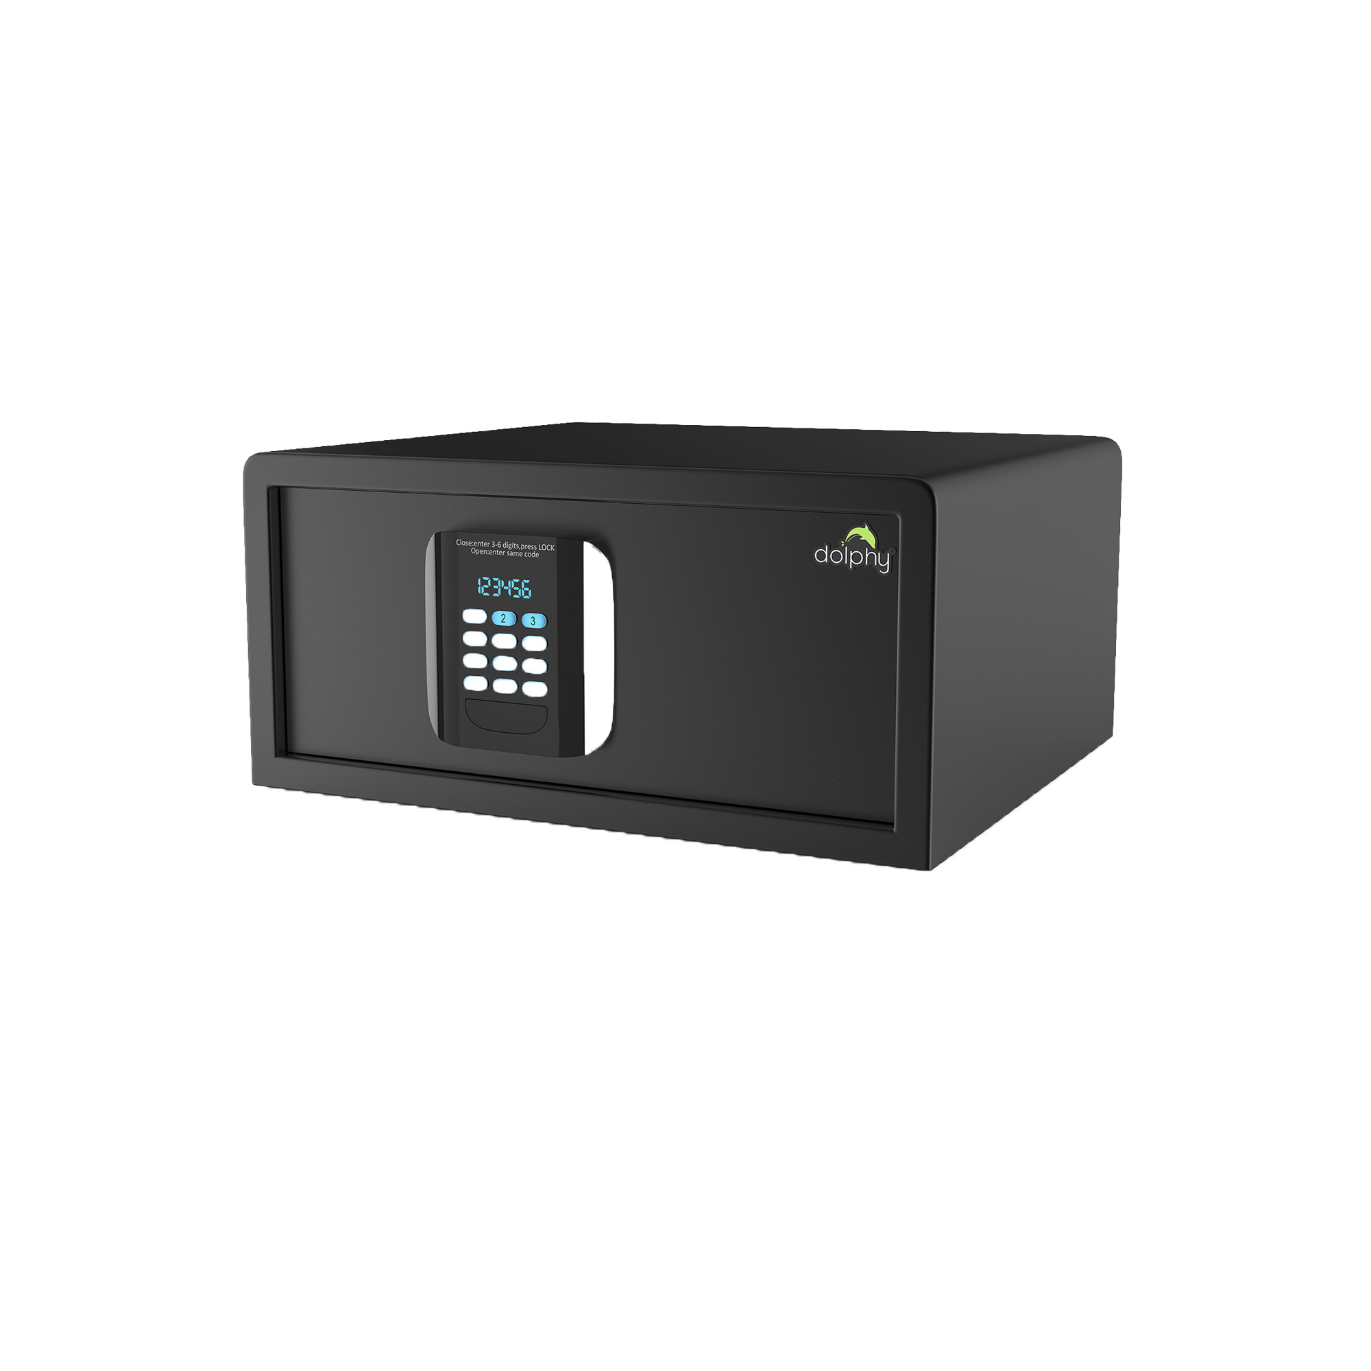 Close:enter 3-6 digits,press LOCK
Open:enter same code
123456
2 3
dolphy